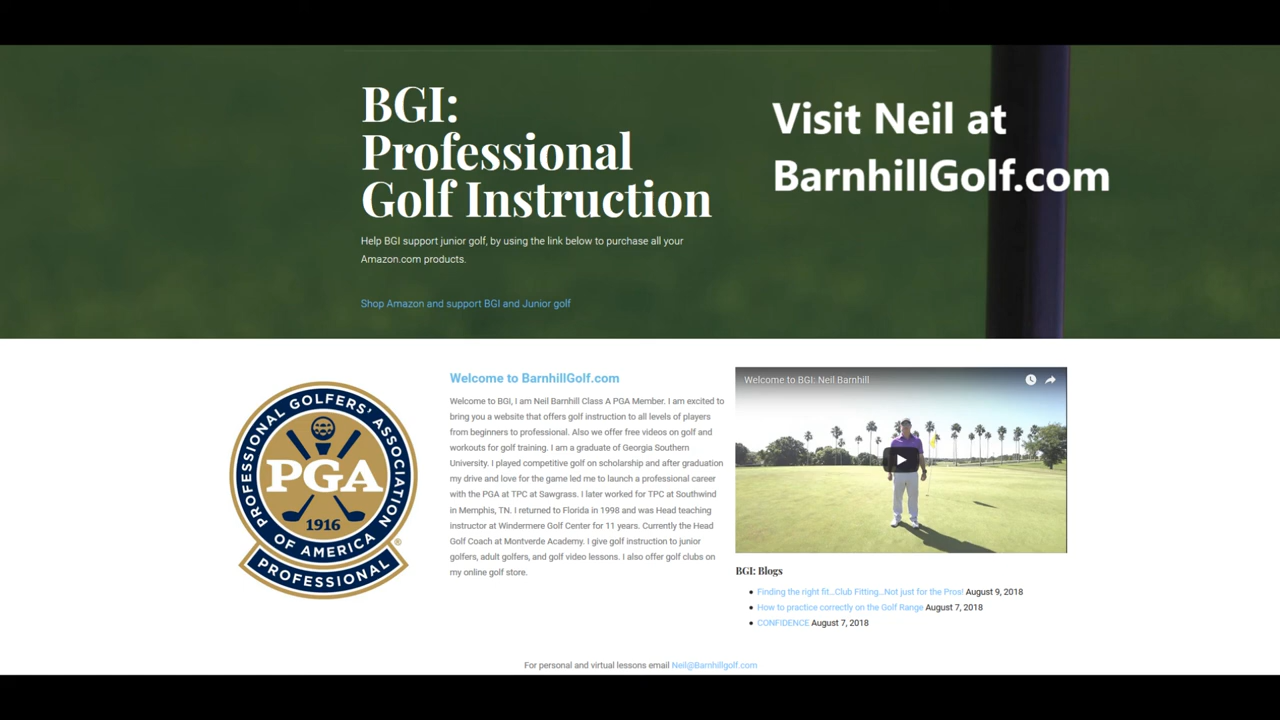 BGI:
Professional
Golf Instruction
Help BGI support junior golf, by using the link below to purchase all your
Amazon.com products.
Shop Amazon and support BGI and Junior golf
Visit Neil at
BarnhillGolf.com
PROFESSIONAL GOLFERS' ASSOCIATION
PGA
1916
OF AMERICA
PROFESSIONAL
®
Welcome to BarnhillGolf.com
Welcome to BGI, I am Neil Barnhill Class A PGA Member. I am excited to
bring you a website that offers golf instruction to all levels of players
from beginners to professional. Also we offer free videos on golf and
workouts for golf training. I am a graduate of Georgia Southern
University. I played competitive golf on scholarship and after graduation
my drive and love for the game led me to launch a professional career
with the PGA at TPC at Sawgrass. I later worked for TPC at Southwind
in Memphis, TN. I returned to Florida in 1998 and was Head teaching
instructor at Windermere Golf Center for 11 years. Currently the Head
Golf Coach at Montverde Academy. I give golf instruction to junior
golfers, adult golfers, and golf video lessons. I also offer golf clubs on
my online golf store.
Welcome to BGI: Neil Barnhill
BGI: Blogs
Finding the right fit...Club Fitting...Not just for the Pros! August 9, 2018
How to practice correctly on the Golf Range August 7, 2018
CONFIDENCE August 7, 2018
For personal and virtual lessons email Neil@Barnhillgolf.com